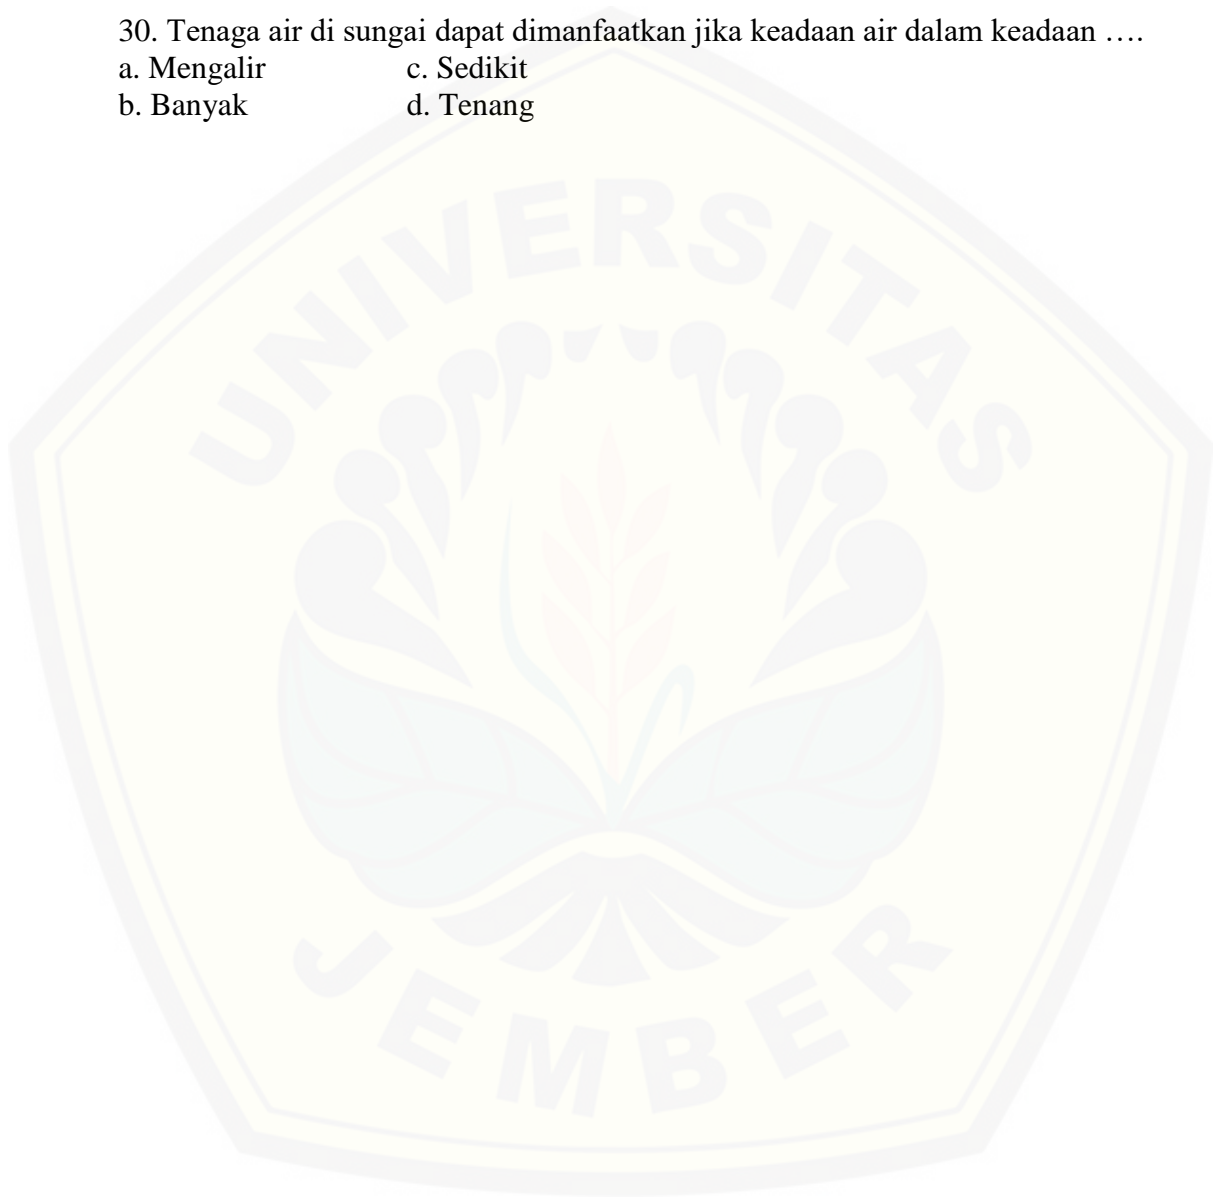 30. Tenaga air di sungai dapat dimanfaatkan jika keadaan air dalam keadaan ….
a. Mengalir c. Sedikit
b. Banyak d. Tenang
UNIVERSITAS
JEMBER